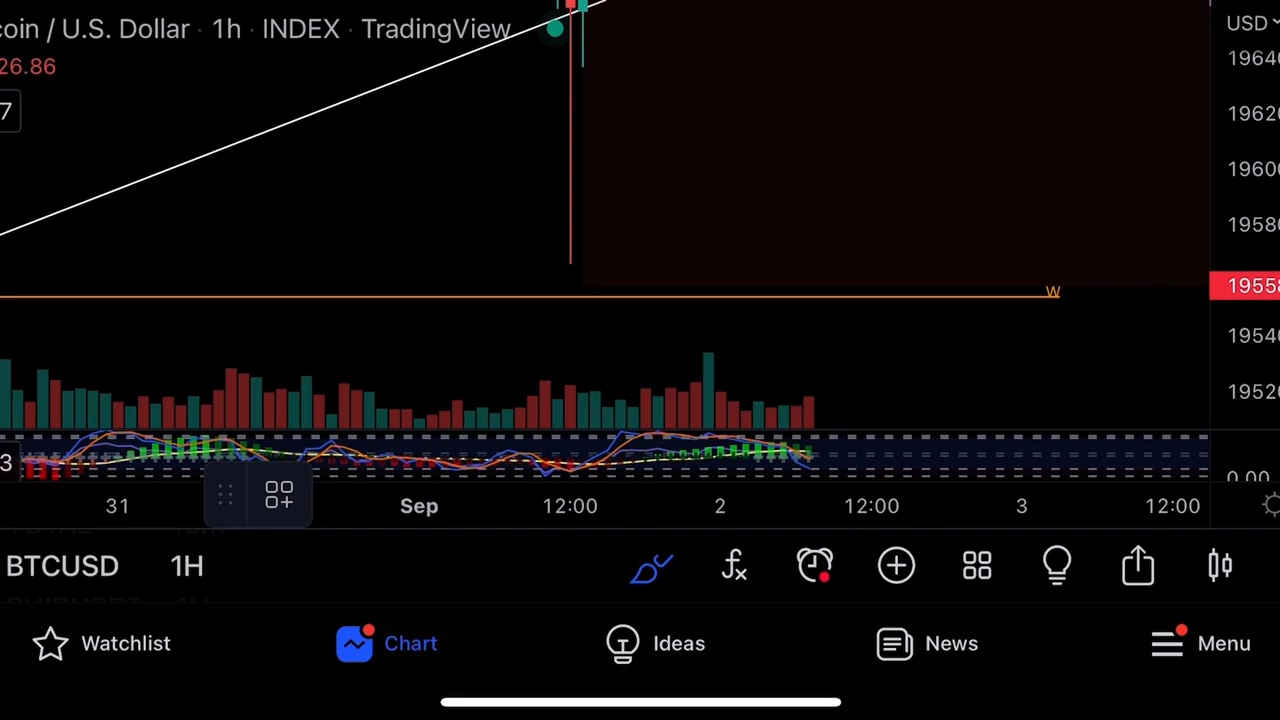 coin / U.S. Dollar · 1h · INDEX · TradingView
USD
26.86
1964
7
1962
1960
1958
W
1955
1954
1952
3
0.00
31 Sep 12:00 2 12:00 3 12:00
BTCUSD 1H
Watchlist Chart Ideas News Menu